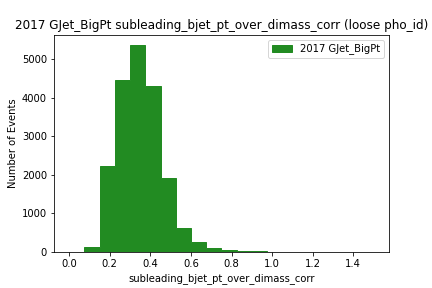 2017 GJet_BigPt subleading_bjet_pt_over_dimass_corr (loose pho_id)
2017 GJet_BigPt
Number of Events
5000
4000
3000
2000
1000
0
0.0 0.2 0.4 0.6 0.8 1.0 1.2 1.4
subleading_bjet_pt_over_dimass_corr